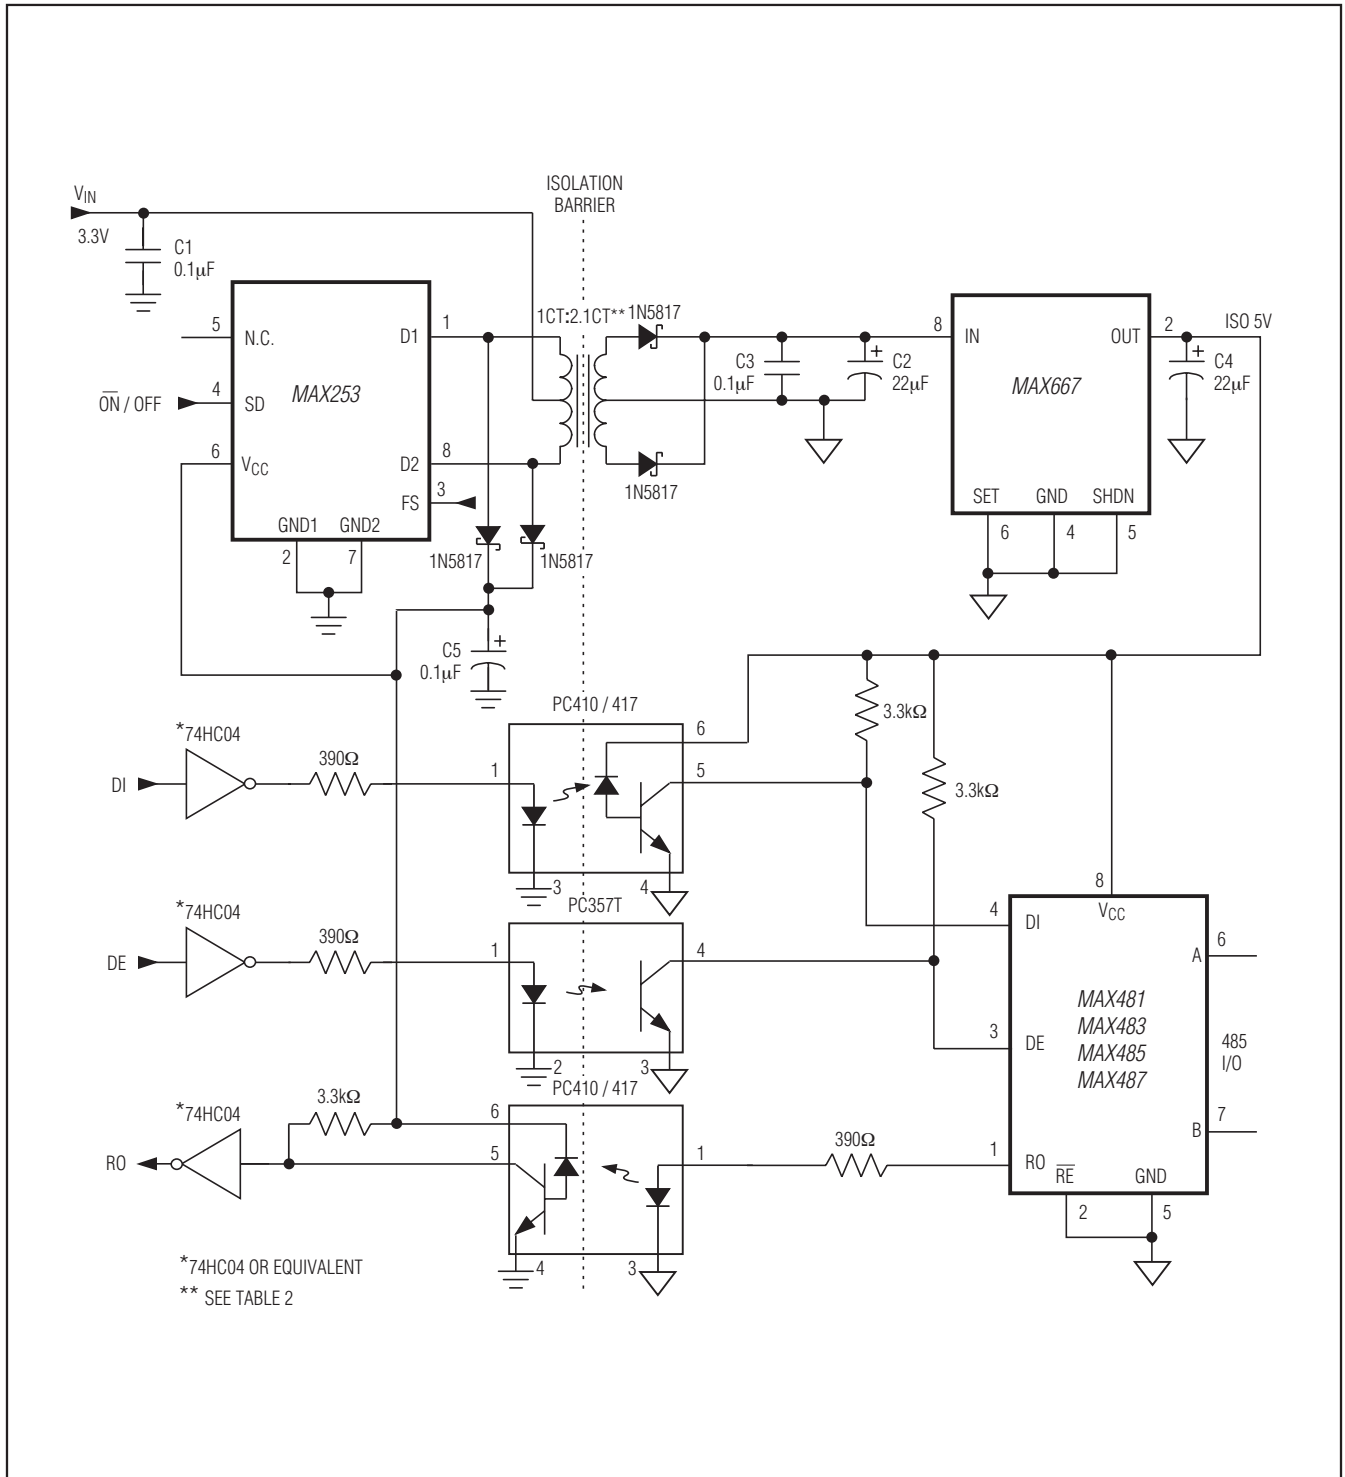 ISOLATION
BARRIER
VIN
3.3V
C1
0.1µF
5
N.C.
4
ON / OFF
SD
6
VCC
MAX253
D1
1
D2
8
FS
3
GND1
GND2
2
7
1CT:2.1CT**
1N5817
1N5817
1N5817
1N5817
C3
0.1µF
+
C2
22µF
8
IN
MAX667
OUT
2
ISO 5V
+
C4
22µF
SET
GND
SHDN
6
4
5
C5
0.1µF
+
PC410 / 417
*74HC04
DI
390Ω
1
6
5
3
4
3.3kΩ
3.3kΩ
PC357T
*74HC04
DE
390Ω
1
4
2
3
PC410 / 417
*74HC04
RO
3.3kΩ
6
5
1
4
3
390Ω
8
VCC
4
DI
3
DE
1
RO
RE
GND
2
5
MAX481
MAX483
MAX485
MAX487
A
6
485
I/O
B
7
*74HC04 OR EQUIVALENT
** SEE TABLE 2